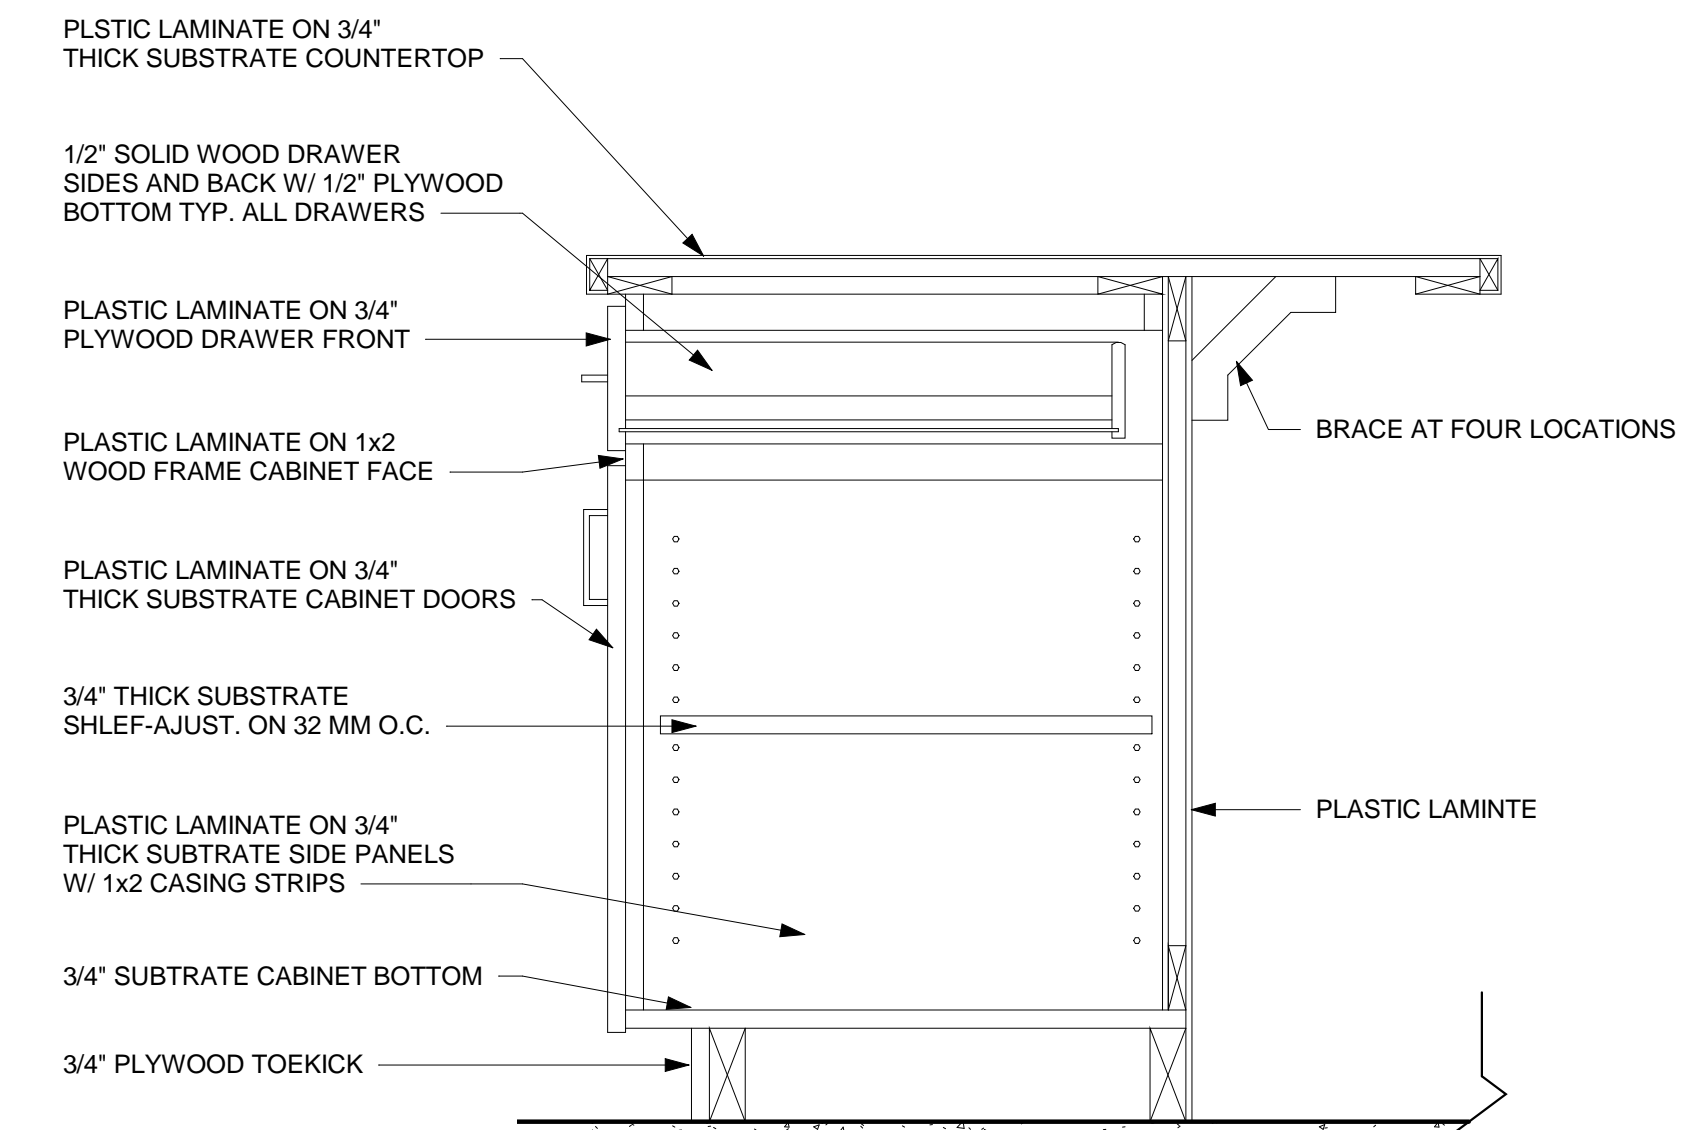 PLSTIC LAMINATE ON 3/4"
THICK SUBSTRATE COUNTERTOP
1/2" SOLID WOOD DRAWER
SIDES AND BACK W/ 1/2" PLYWOOD
BOTTOM TYP. ALL DRAWERS
PLASTIC LAMINATE ON 3/4"
PLYWOOD DRAWER FRONT
PLASTIC LAMINATE ON 1x2
WOOD FRAME CABINET FACE
PLASTIC LAMINATE ON 3/4"
THICK SUBSTRATE CABINET DOORS
3/4" THICK SUBSTRATE
SHLEF-AJUST. ON 32 MM O.C.
PLASTIC LAMINATE ON 3/4"
THICK SUBTRATE SIDE PANELS
W/ 1x2 CASING STRIPS
3/4" SUBTRATE CABINET BOTTOM
3/4" PLYWOOD TOEKICK
BRACE AT FOUR LOCATIONS
PLASTIC LAMINTE